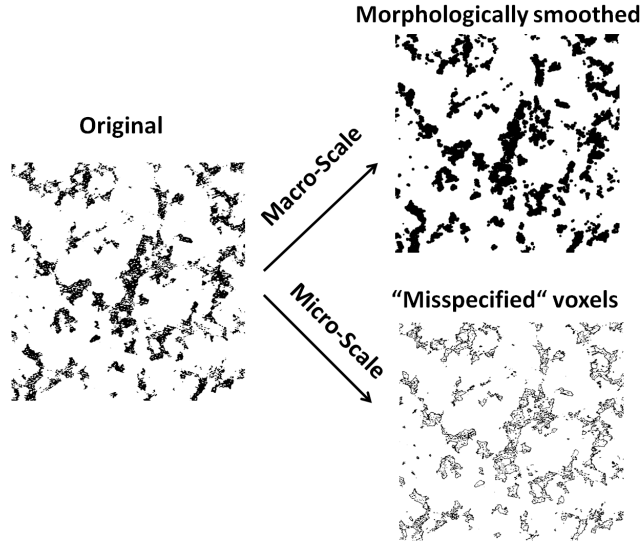 Morphologically smoothed
Original
Macro-Scale
Micro-Scale
“Misspecified“ voxels